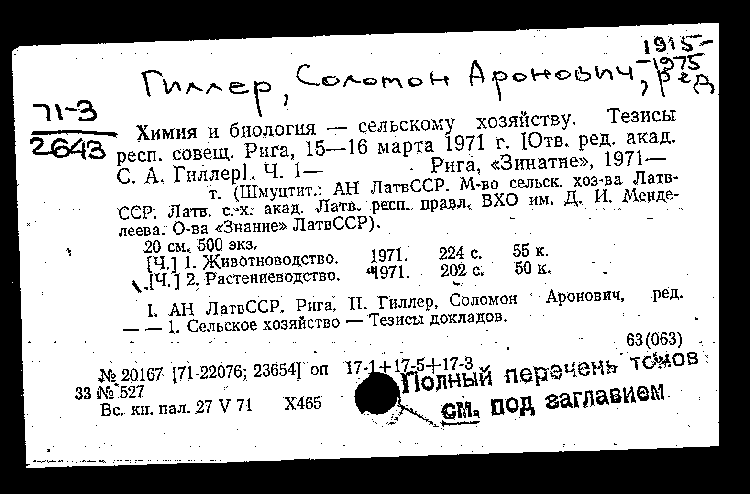 1915-
-1975
Гиллер, Соломон Аронович, ред
71-3
2643
Химия и биология — сельскому хозяйству. Тезисы
респ. совещ. Рига, 15—16 марта 1971 г. [Отв. ред. акад.
С. А. Гиллер]. Ч. 1— Рига, «Зинатне», 1971—
т. (Шмуцтит.: АН ЛатвССР. М-во сельск. хоз-ва Латв-
ССР. Латв. с.-х. акад. Латв. респ. правл. ВХО им. Д. И. Менде-
леева. О-ва «Знание» ЛатвССР).
20 см. 500 экз.
[Ч.] 1. Животноводство. 1971. 224 с. 55 к.
[Ч.] 2. Растениеводство. 1971. 202 с. 50 к.
I. АН ЛатвССР. Рига. II. Гиллер, Соломон Аронович, ред.
— — 1. Сельское хозяйство — Тезисы докладов.
63(063)
№ 20167 [71-22076; 23654] оп 17-1+17-5+17-3
33 № 527
Вс. кн. пал. 27 V 71 Х465
Полный перечень томов
см. под заглавием